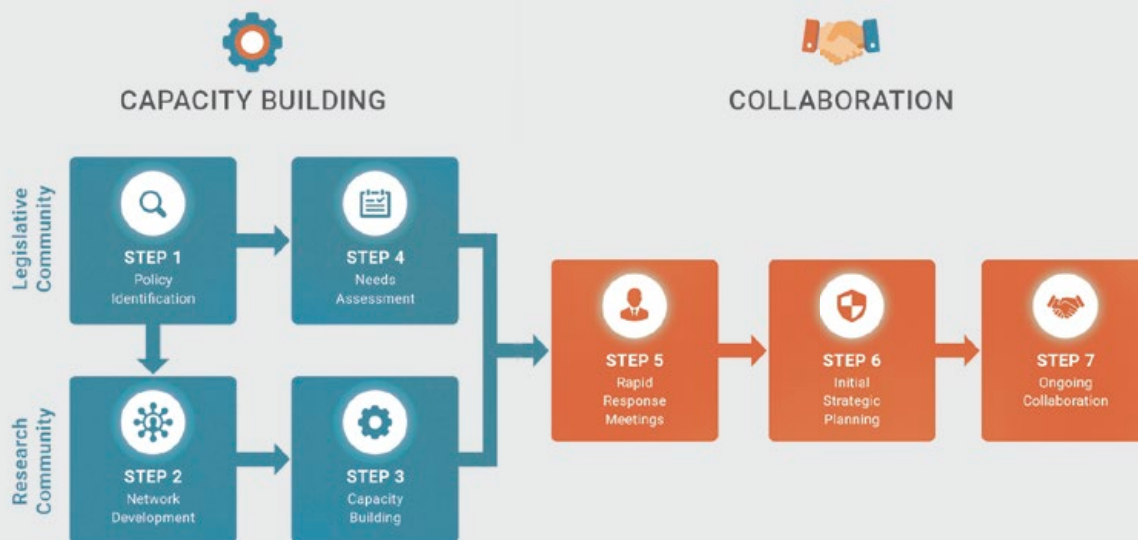 CAPACITY BUILDING
COLLABORATION
Legislative
Community
STEP 1
Policy
Identification
STEP 4
Needs
Assessment
STEP 5
Rapid
Response
Meetings
STEP 6
Initial
Strategic
Planning
STEP 7
Ongoing
Collaboration
Research
Community
STEP 2
Network
Development
STEP 3
Capacity
Building